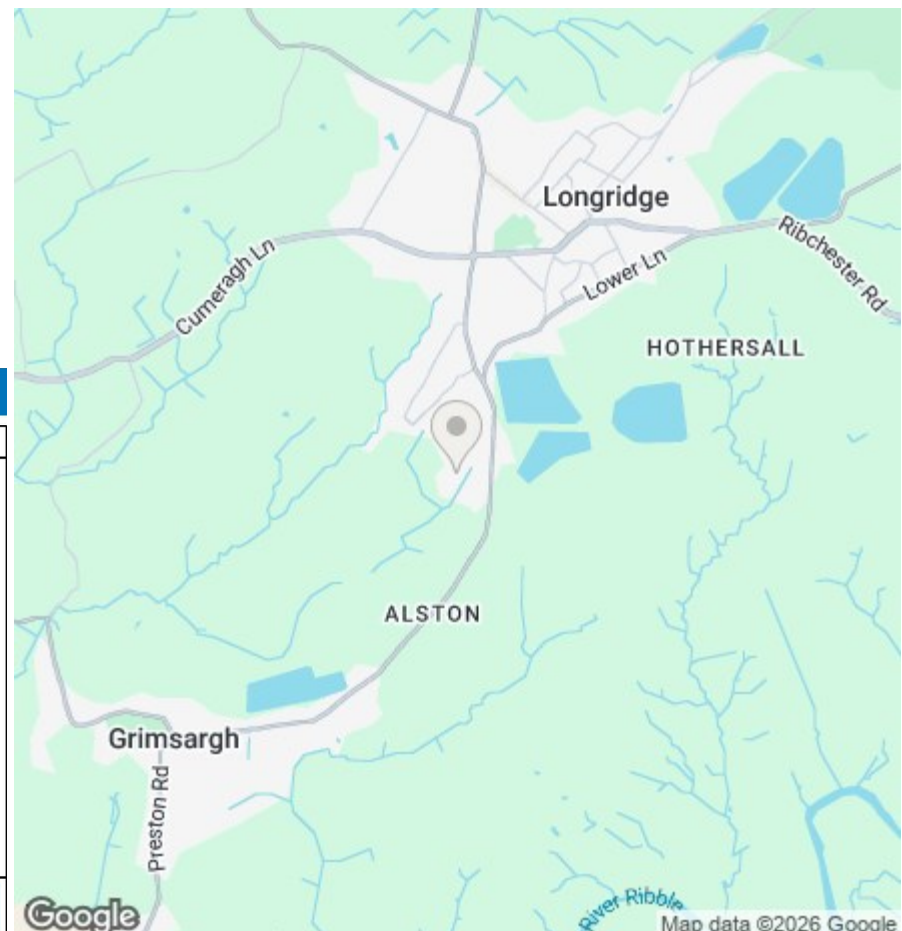 Longridge
Cumeragh Ln
Lower Ln
Ribchester Rd
HOTHERSALL
ALSTON
Grimsargh
Preston Rd
River Ribble
Google
Map data ©2026 Google